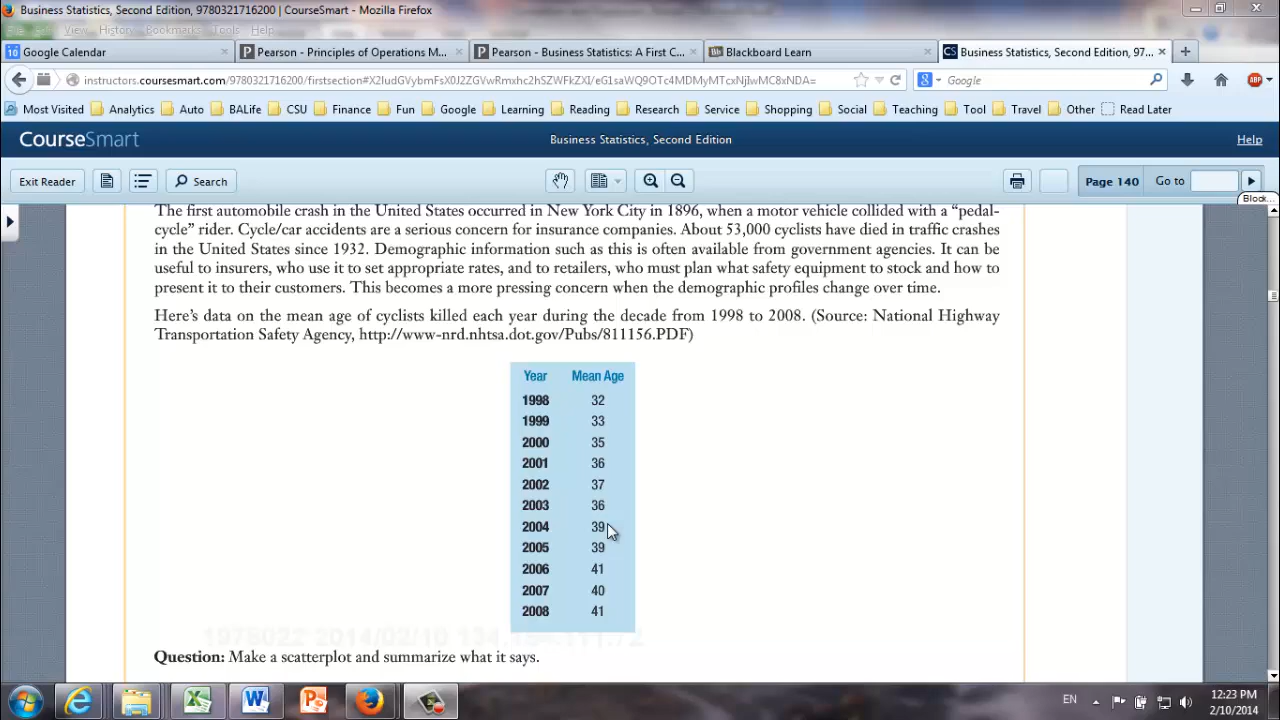 Business Statistics, Second Edition, 9780321716200 | CourseSmart - Mozilla Firefox
View History Bookmarks Tools Help
10 Google Calendar
Pearson - Principles of Operations M...
Pearson - Business Statistics: A First C...
Bb Blackboard Learn
CS Business Statistics, Second Edition, 97...
instructors.coursesmart.com/9780321716200/firstsection#
Google
Most Visited Analytics Auto BALife CSU Finance Fun Google Learning Reading Research Service Shopping Social Teaching Tool Travel Other Read Later
CourseSmart
Business Statistics, Second Edition
Help
Exit Reader
Search
Page 140
Go to
Block...
The first automobile crash in the United States occurred in New York City in 1896, when a motor vehicle collided with a “pedal-
cycle” rider. Cycle/car accidents are a serious concern for insurance companies. About 53,000 cyclists have died in traffic crashes
in the United States since 1932. Demographic information such as this is often available from government agencies. It can be
useful to insurers, who use it to set appropriate rates, and to retailers, who must plan what safety equipment to stock and how to
present it to their customers. This becomes a more pressing concern when the demographic profiles change over time.
Here’s data on the mean age of cyclists killed each year during the decade from 1998 to 2008. (Source: National Highway
Transportation Safety Agency, http://www-nrd.nhtsa.dot.gov/Pubs/811156.PDF)
Year Mean Age
1998 32
1999 33
2000 35
2001 36
2002 37
2003 36
2004 39
2005 39
2006 41
2007 40
2008 41
Question: Make a scatterplot and summarize what it says.
EN
12:23 PM
2/10/2014